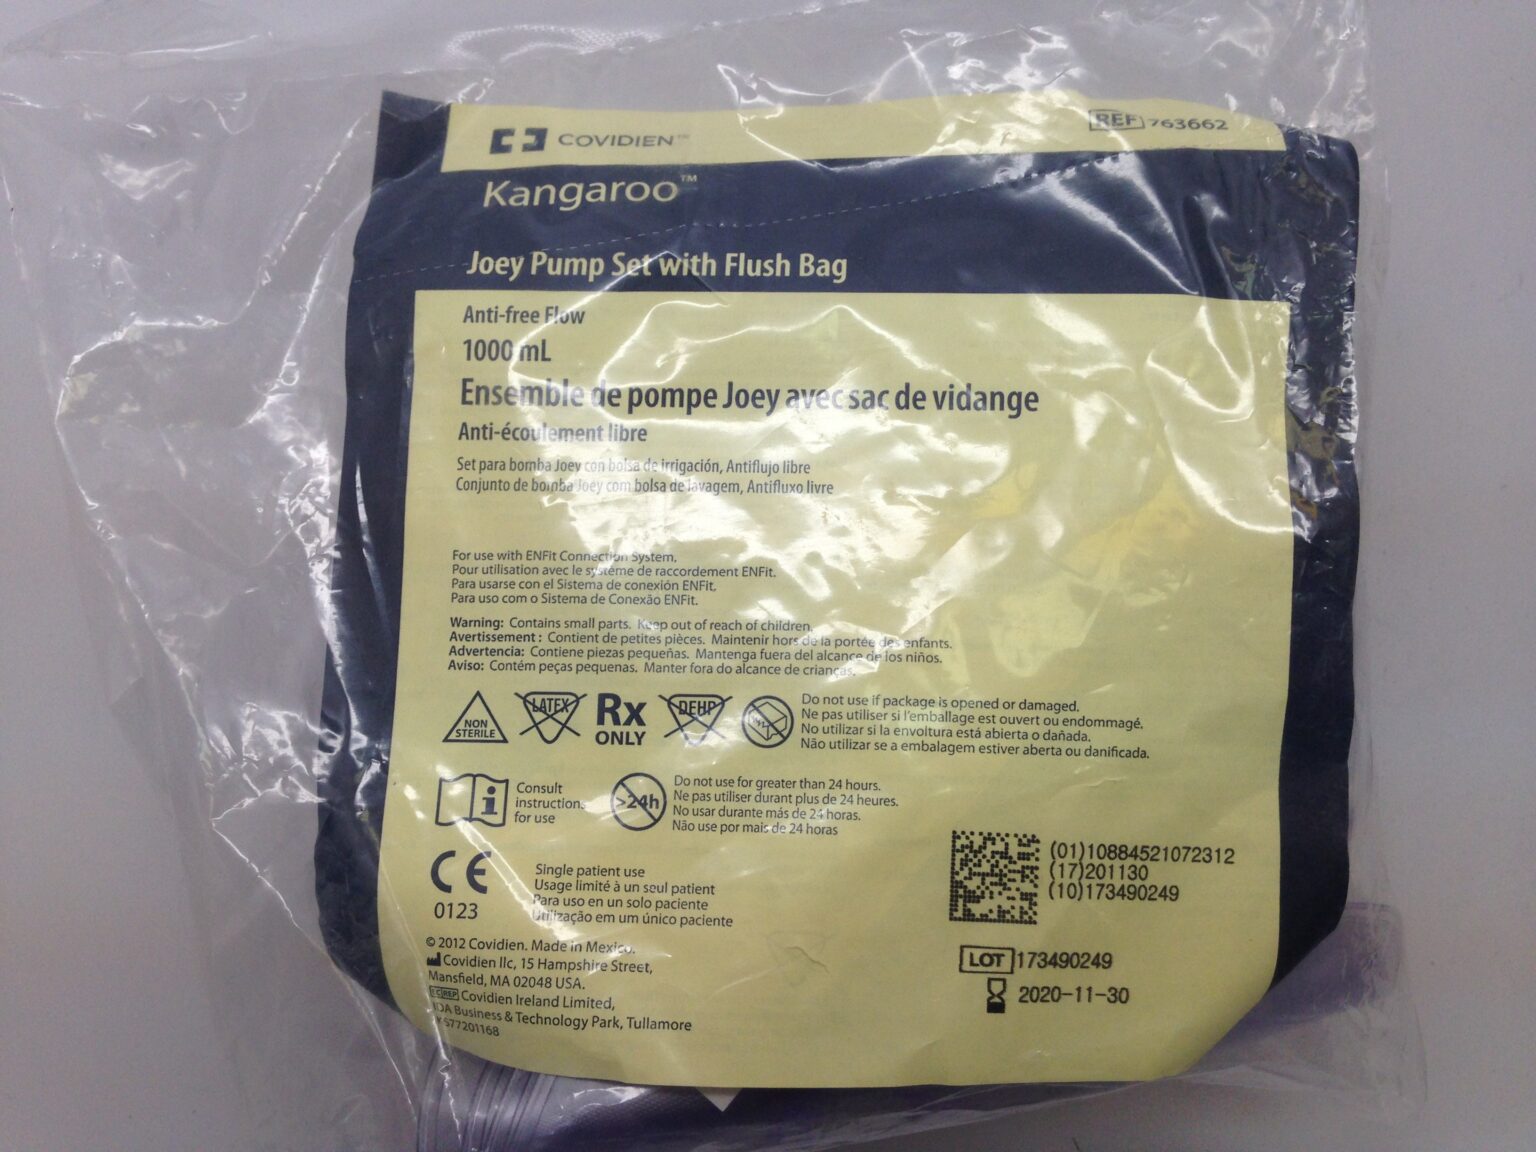 COVIDIEN™
REF 763662
Kangaroo™
Joey Pump Set with Flush Bag
Anti-free Flow
1000 mL
Ensemble de pompe Joey avec sac de vidange
Anti-écoulement libre
Set para bomba Joey con bolsa de irrigación, Antiflujo libre
Conjunto de bomba Joey com bolsa de lavagem, Antifluxo livre
For use with ENFit Connection System.
Pour utilisation avec le système de raccordement ENFit.
Para usarse con el Sistema de conexión ENFit.
Para uso com o Sistema de Conexão ENFit.
Warning: Contains small parts. Keep out of reach of children.
Avertissement : Contient de petites pièces. Maintenir hors de la portée des enfants.
Advertencia: Contiene piezas pequeñas. Mantenga fuera del alcance de los niños.
Aviso: Contém peças pequenas. Manter fora do alcance de crianças.
NON
STERILE
LATEX
Rx
ONLY
DEHP
Do not use if package is opened or damaged.
Ne pas utiliser si l'emballage est ouvert ou endommagé.
No utilizar si la envoltura está abierta o dañada.
Não utilizar se a embalagem estiver aberta ou danificada.
Consult
instructions
for use
>24h
Do not use for greater than 24 hours.
Ne pas utiliser durant plus de 24 heures.
No usar durante más de 24 horas.
Não use por mais de 24 horas
CE
0123
Single patient use
Usage limité à un seul patient
Para uso en un solo paciente
Utilização em um único paciente
(01)10884521072312
(17)201130
(10)173490249
© 2012 Covidien. Made in Mexico.
Covidien llc, 15 Hampshire Street,
Mansfield, MA 02048 USA.
EC REP Covidien Ireland Limited,
IDA Business & Technology Park, Tullamore
S77201168
LOT 173490249
2020-11-30